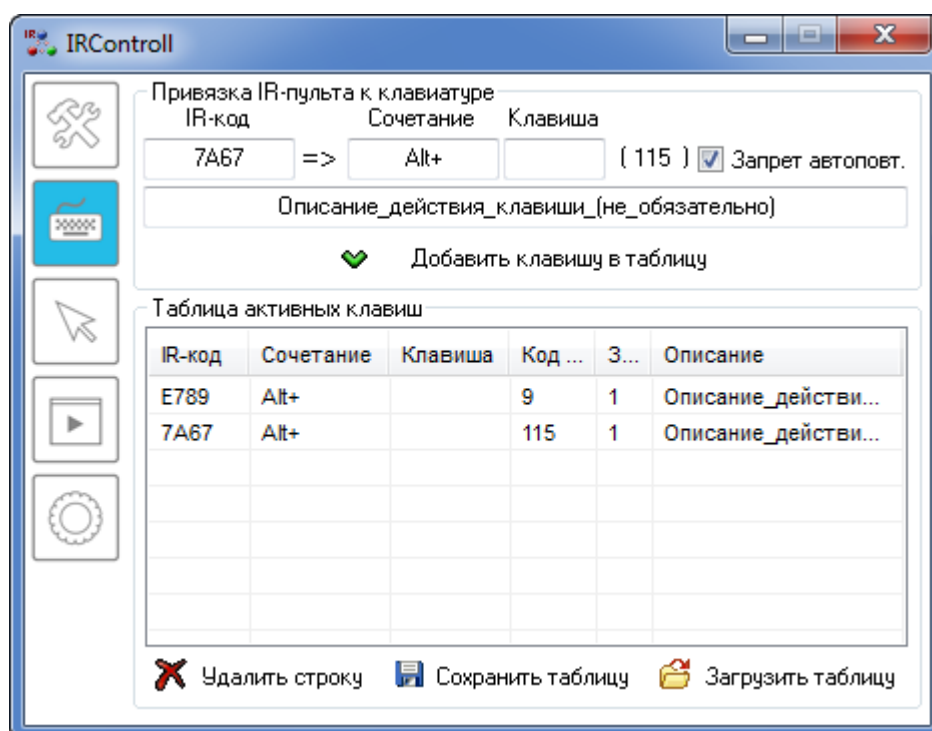 IRControll
Привязка IR-пульта к клавиатуре
IR-код Сочетание Клавиша
7A67 => Alt+ ( 115 ) Запрет автоповт.
Описание_действия_клавиши_(не_обязательно)
Добавить клавишу в таблицу
Таблица активных клавиш
IR-код Сочетание Клавиша Код ... З... Описание
E789 Alt+ 9 1 Описание_действи...
7A67 Alt+ 115 1 Описание_действи...
Удалить строку Сохранить таблицу Загрузить таблицу